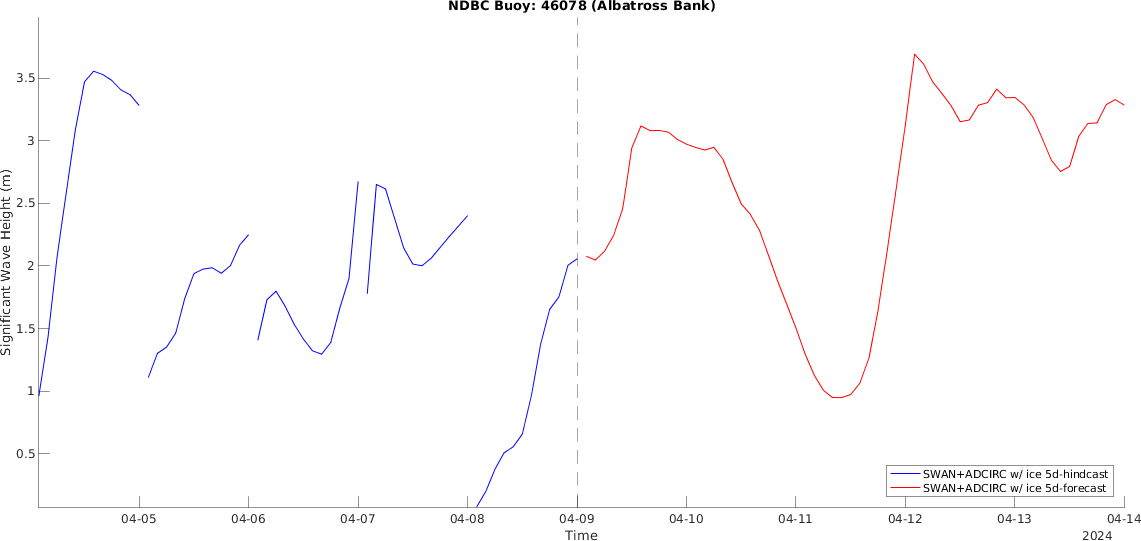 NDBC Buoy: 46078 (Albatross Bank)
Significant Wave Height (m)
3.5
3
2.5
2
1.5
1
0.5
SWAN+ADCIRC w/ ice 5d-hindcast
SWAN+ADCIRC w/ ice 5d-forecast
04-05 04-06 04-07 04-08 04-09 04-10 04-11 04-12 04-13 04-14
Time
2024